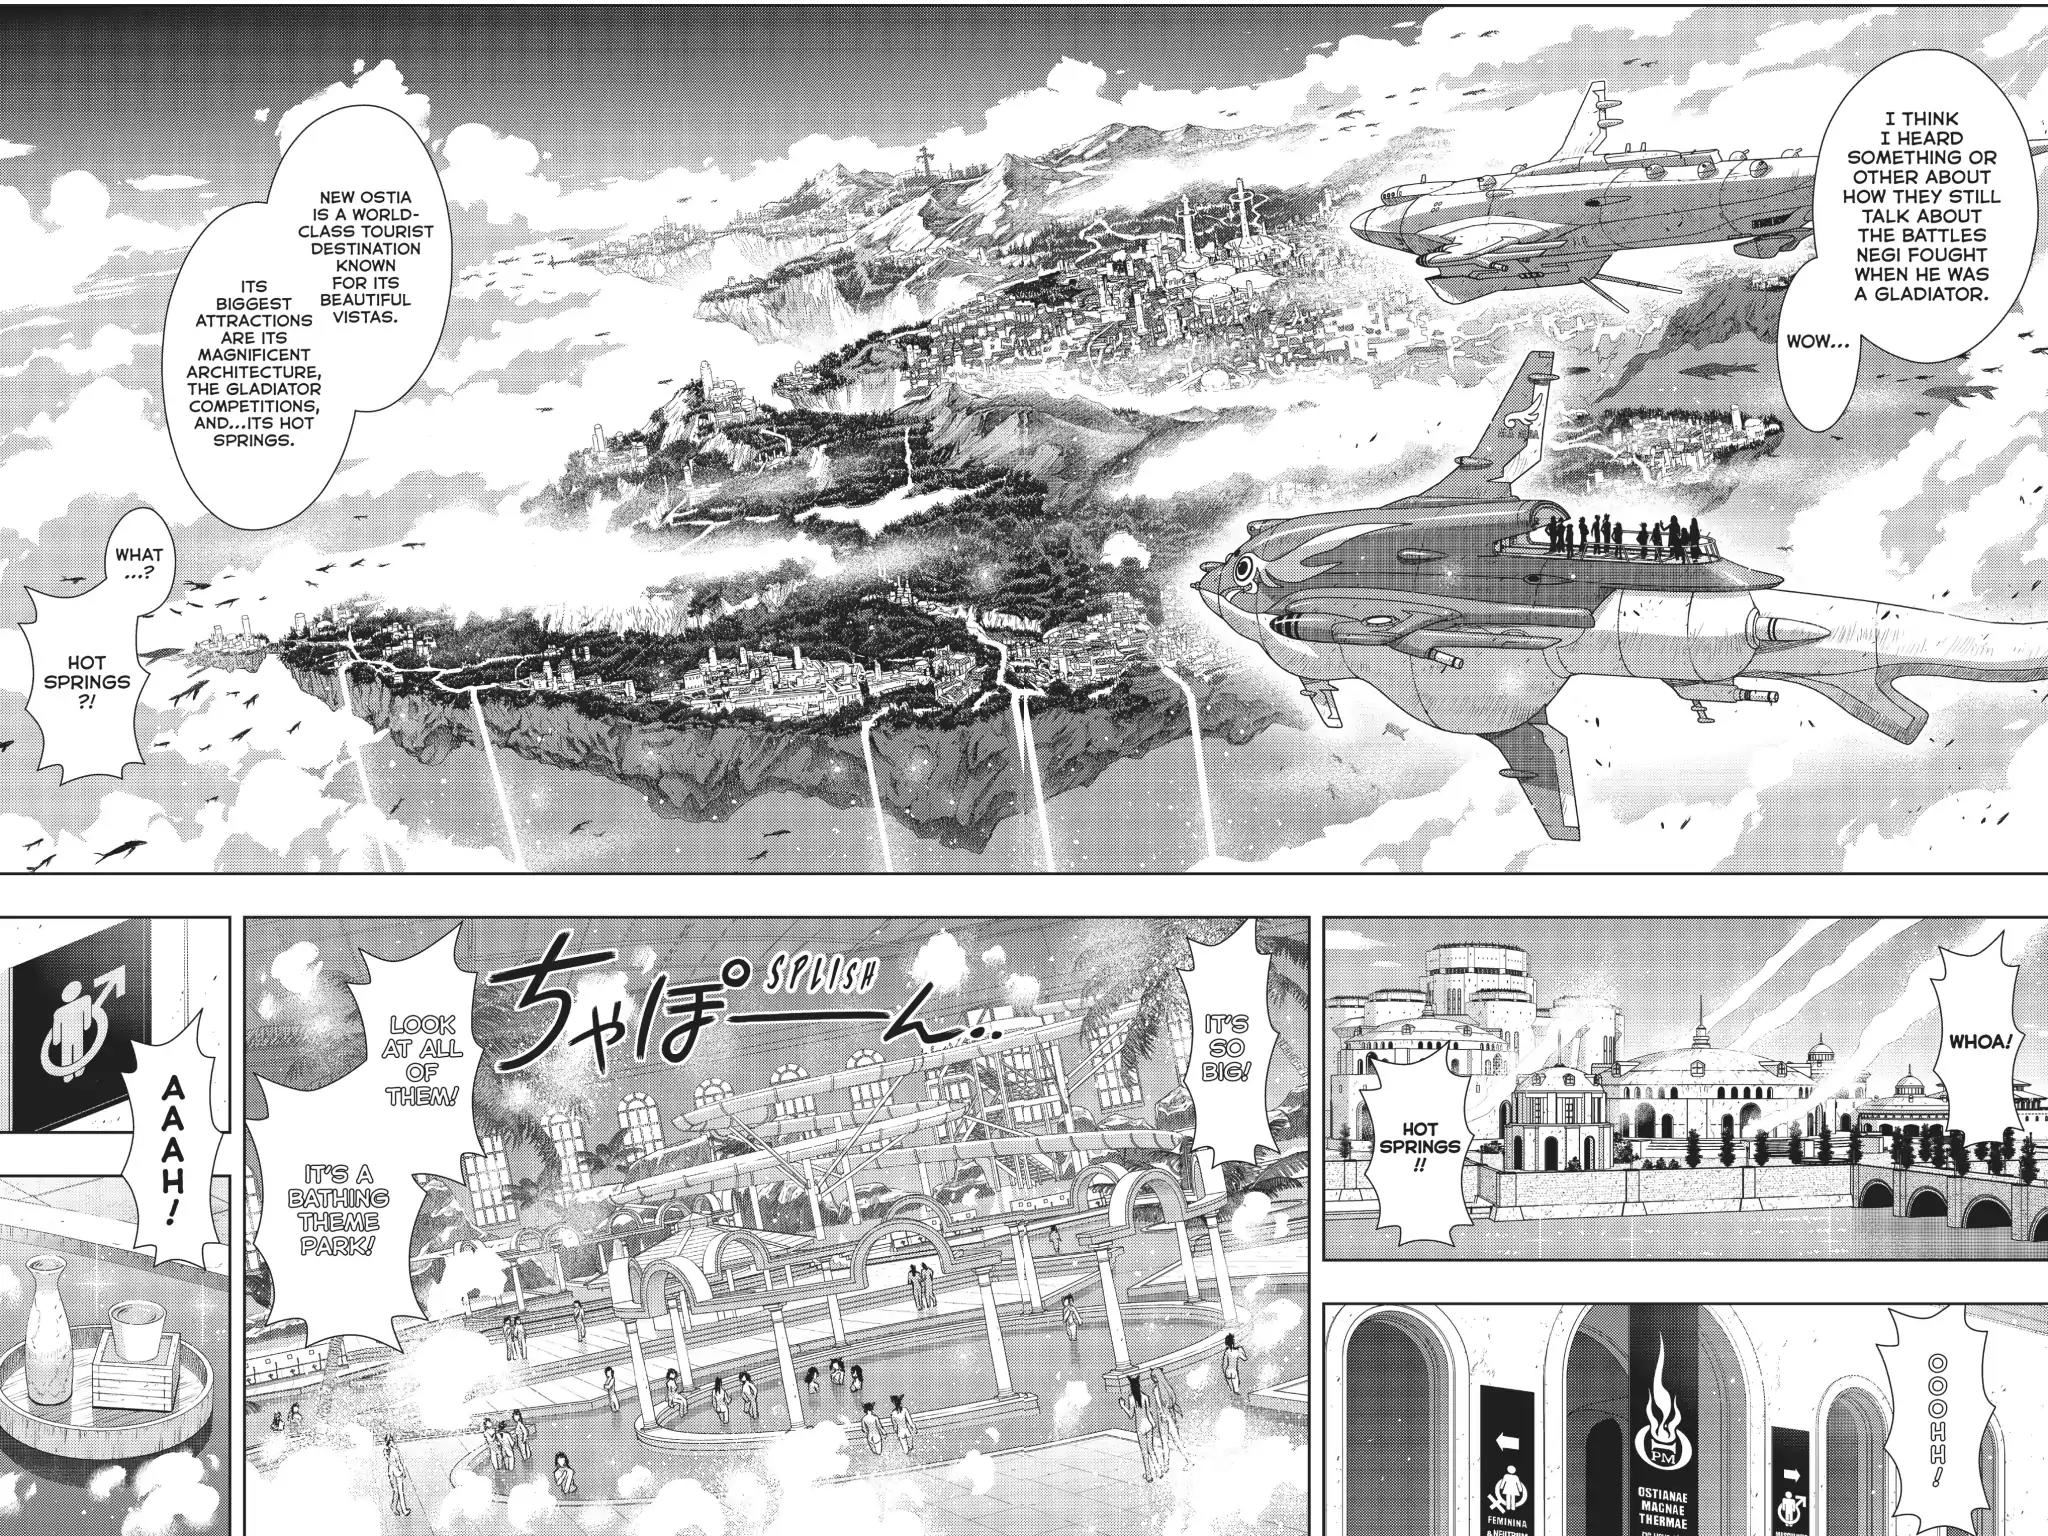 I THINK
I HEARD
SOMETHING OR
OTHER ABOUT
HOW THEY STILL
TALK ABOUT
THE BATTLES
NEGI FOUGHT
WHEN HE WAS
A GLADIATOR.
WOW...
NEW OSTIA
IS A WORLD-
CLASS TOURIST
DESTINATION
KNOWN
FOR ITS
BEAUTIFUL
VISTAS.
ITS
BIGGEST
ATTRACTIONS
ARE ITS
MAGNIFICENT
ARCHITECTURE,
THE GLADIATOR
COMPETITIONS,
AND...ITS HOT
SPRINGS.
WHAT
...?
HOT
SPRINGS
?!
WHOA!
HOT
SPRINGS
!!
OOOHH!
PM
OSTIANAE
MAGNAE
THERMAE
FEMININA
IT'S
SO
BIG!
ちゃぽーん..
SPLISH
LOOK
AT ALL
OF
THEM!
IT'S A
BATHING
THEME
PARK!
AAAH!